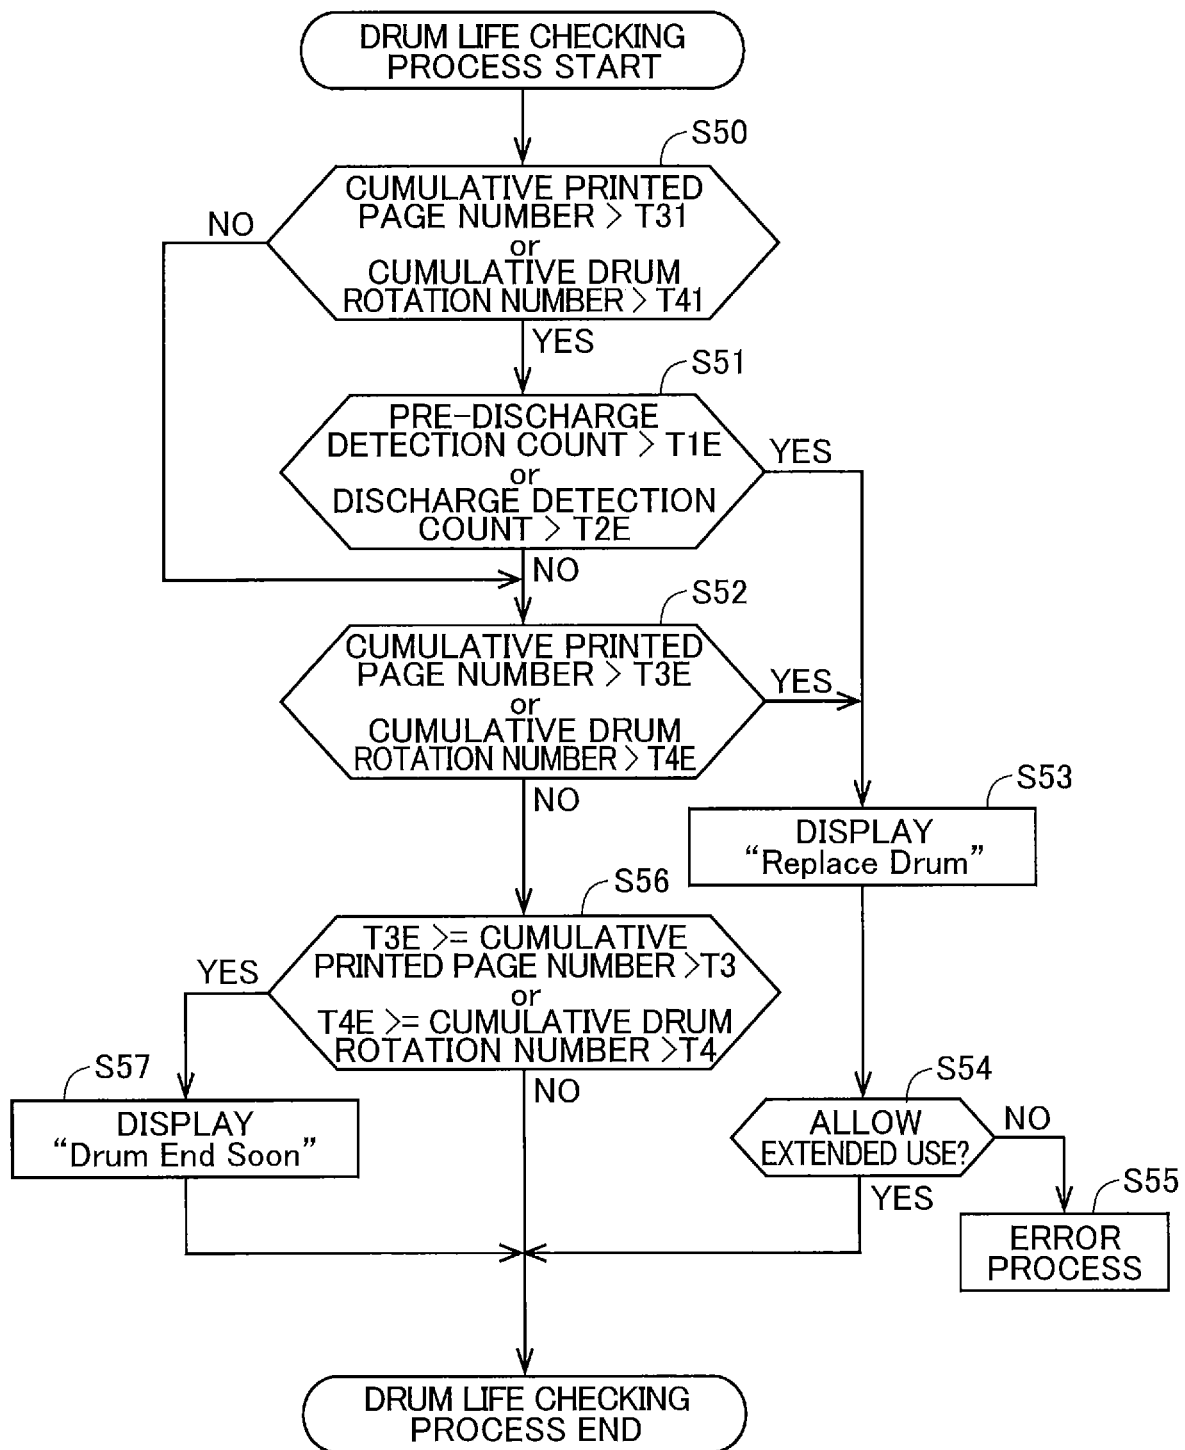 DRUM LIFE CHECKING
PROCESS START
S50
CUMULATIVE PRINTED
PAGE NUMBER > T31
or
CUMULATIVE DRUM
ROTATION NUMBER > T41
NO
YES
S51
PRE-DISCHARGE
DETECTION COUNT > T1E
or
DISCHARGE DETECTION
COUNT > T2E
YES
NO
S52
CUMULATIVE PRINTED
PAGE NUMBER > T3E
or
CUMULATIVE DRUM
ROTATION NUMBER > T4E
YES
NO
S53
DISPLAY
“Replace Drum”
S56
T3E >= CUMULATIVE
PRINTED PAGE NUMBER >T3
or
T4E >= CUMULATIVE DRUM
ROTATION NUMBER >T4
YES
NO
S57
DISPLAY
“Drum End Soon”
S54
ALLOW
EXTENDED USE?
NO
YES
S55
ERROR
PROCESS
DRUM LIFE CHECKING
PROCESS END